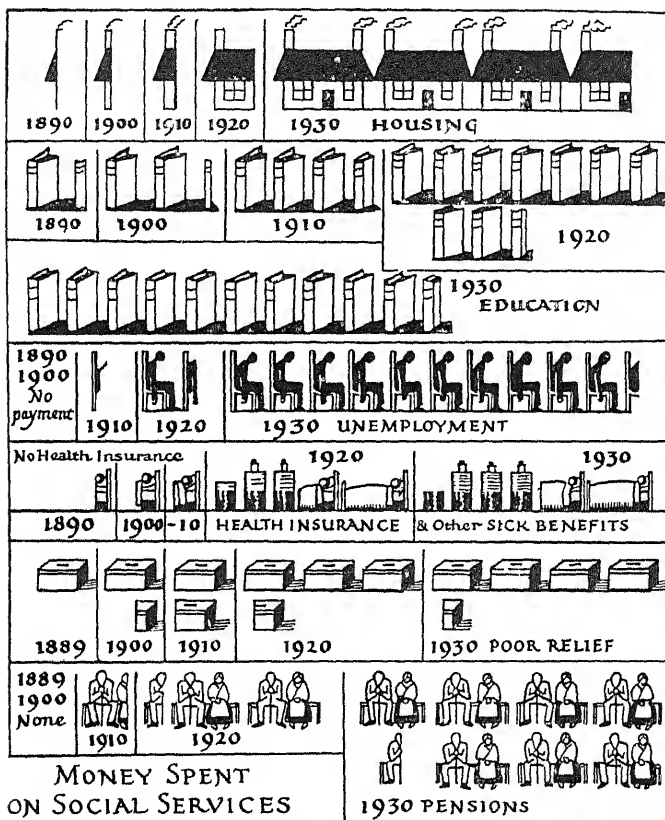 1890 1900 1910 1920 1930 HOUSING
1890 1900 1910 1920
1930
EDUCATION
1890
1900
No
payment
1910 1920 1930 UNEMPLOYMENT
No Health Insurance 1920 1930
1890 1900-10 HEALTH INSURANCE & Other SICK BENEFITS
1889 1900 1910 1920 1930 POOR RELIEF
1889
1900
None
1910 1920
MONEY SPENT
ON SOCIAL SERVICES
1930 PENSIONS